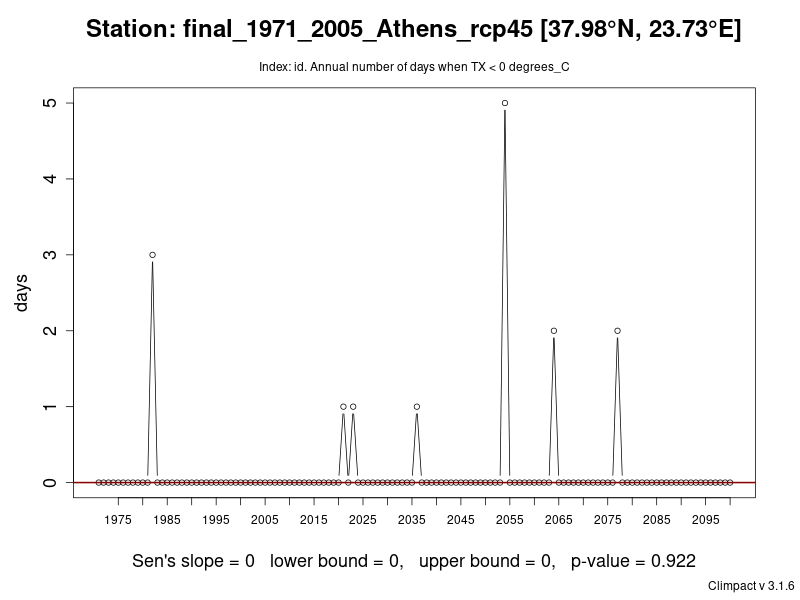 Station: final_1971_2005_Athens_rcp45 [37.98°N, 23.73°E]
Index: id. Annual number of days when TX < 0 degrees_C
days
5
4
3
2
1
0
1975 1985 1995 2005 2015 2025 2035 2045 2055 2065 2075 2085 2095
Sen's slope = 0 lower bound = 0, upper bound = 0, p-value = 0.922
Climpact v 3.1.6